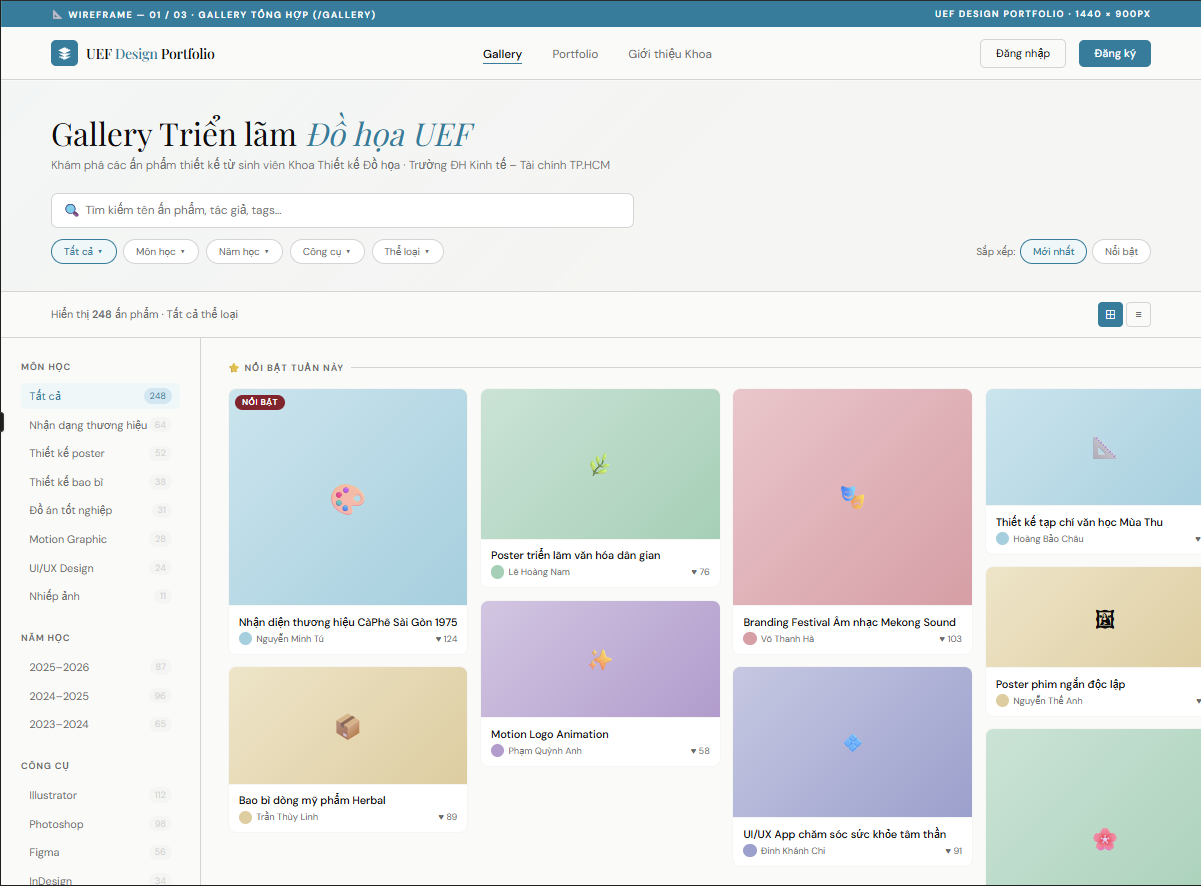 WIREFRAME — 01 / 03 · GALLERY TỔNG HỢP (/GALLERY)
UEF DESIGN PORTFOLIO · 1440 × 900PX
UEF Design Portfolio
Gallery
Portfolio
Giới thiệu Khoa
Đăng nhập
Đăng ký
Gallery Triển lãm Đồ họa UEF
Khám phá các ấn phẩm thiết kế từ sinh viên Khoa Thiết kế Đồ họa · Trường ĐH Kinh tế – Tài chính TP.HCM
Tìm kiếm tên ấn phẩm, tác giả, tags...
Tất cả ▾
Môn học ▾
Năm học ▾
Công cụ ▾
Thể loại ▾
Sắp xếp:
Mới nhất
Nổi bật
Hiển thị 248 ấn phẩm · Tất cả thể loại
MÔN HỌC
Tất cả 248
Nhận dạng thương hiệu 64
Thiết kế poster 52
Thiết kế bao bì 38
Đồ án tốt nghiệp 31
Motion Graphic 28
UI/UX Design 24
Nhiếp ảnh 11
NĂM HỌC
2025–2026 87
2024–2025 96
2023–2024 65
CÔNG CỤ
Illustrator 112
Photoshop 98
Figma 56
InDesign 34
NỔI BẬT TUẦN NÀY
NỔI BẬT
Nhận diện thương hiệu CàPhê Sài Gòn 1975
Nguyễn Minh Tú
♥ 124
Bao bì dòng mỹ phẩm Herbal
Trần Thùy Linh
♥ 89
Poster triển lãm văn hóa dân gian
Lê Hoàng Nam
♥ 76
Motion Logo Animation
Phạm Quỳnh Anh
♥ 58
Branding Festival Âm nhạc Mekong Sound
Võ Thanh Hà
♥ 103
UI/UX App chăm sóc sức khỏe tâm thần
Đinh Khánh Chi
♥ 91
Thiết kế tạp chí văn học Mùa Thu
Hoàng Bảo Châu
♥
Poster phim ngắn độc lập
Nguyễn Thế Anh
♥